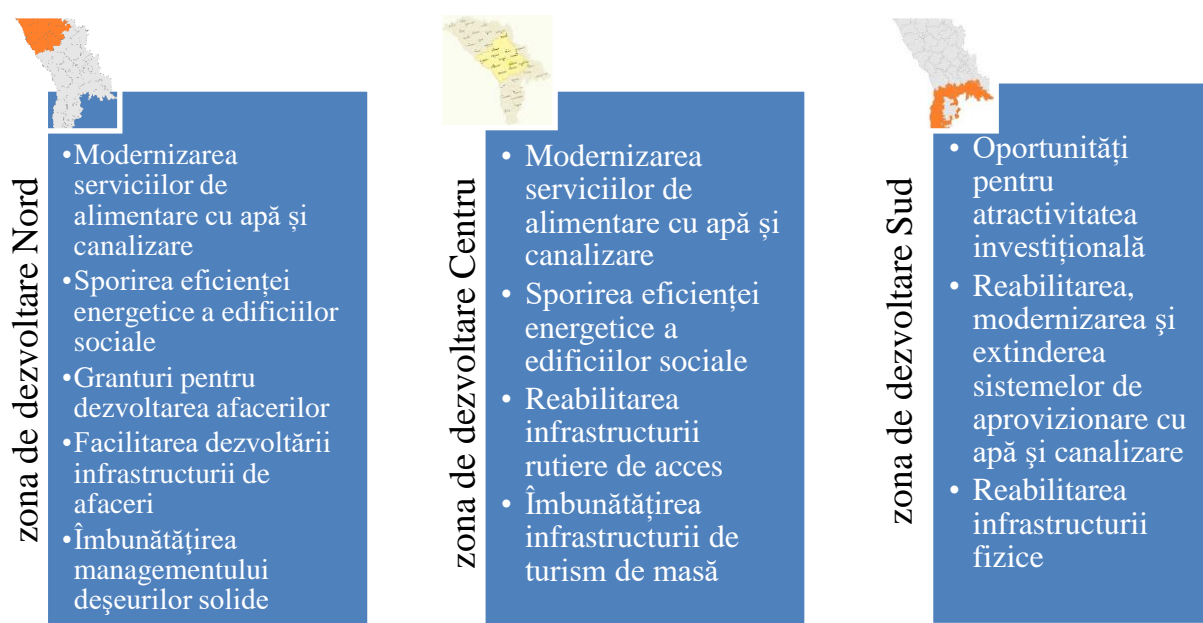 zona de dezvoltare Nord
•Modernizarea
serviciilor de
alimentare cu apă și
canalizare
•Sporirea eficienței
energetice a edificiilor
sociale
•Granturi pentru
dezvoltarea afacerilor
•Facilitarea dezvoltării
infrastructurii de
afaceri
•Îmbunătăţirea
managementului
deşeurilor solide
zona de dezvoltare Centru
• Modernizarea
serviciilor de
alimentare cu apă și
canalizare
• Sporirea eficienței
energetice a
edificiilor sociale
• Reabilitarea
infrastructurii
rutiere de acces
• Îmbunătățirea
infrastructurii de
turism de masă
zona de dezvoltare Sud
• Oportunități
pentru
atractivitatea
investițională
• Reabilitarea,
modernizarea şi
extinderea
sistemelor de
aprovizionare cu
apă şi canalizare
• Reabilitarea
infrastructurii
fizice